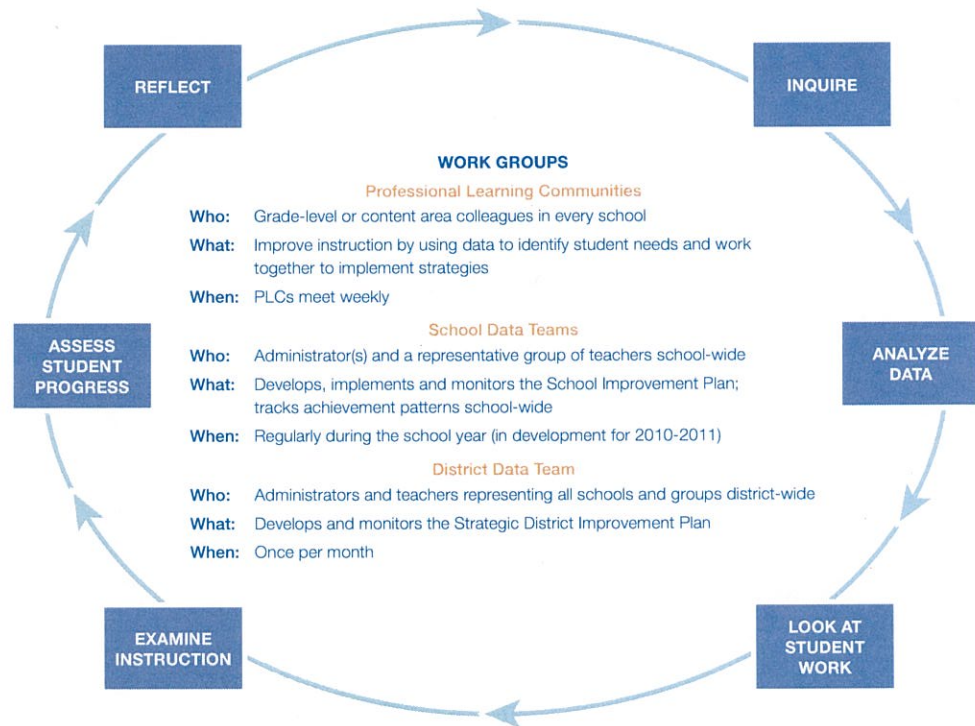 REFLECT
INQUIRE
WORK GROUPS
Professional Learning Communities
Who: Grade-level or content area colleagues in every school
What: Improve instruction by using data to identify student needs and work
together to implement strategies
When: PLCs meet weekly
ASSESS
STUDENT
PROGRESS
School Data Teams
Who: Administrator(s) and a representative group of teachers school-wide
What: Develops, implements and monitors the School Improvement Plan;
tracks achievement patterns school-wide
When: Regularly during the school year (in development for 2010-2011)
ANALYZE
DATA
District Data Team
Who: Administrators and teachers representing all schools and groups district-wide
What: Develops and monitors the Strategic District Improvement Plan
When: Once per month
EXAMINE
INSTRUCTION
LOOK AT
STUDENT
WORK